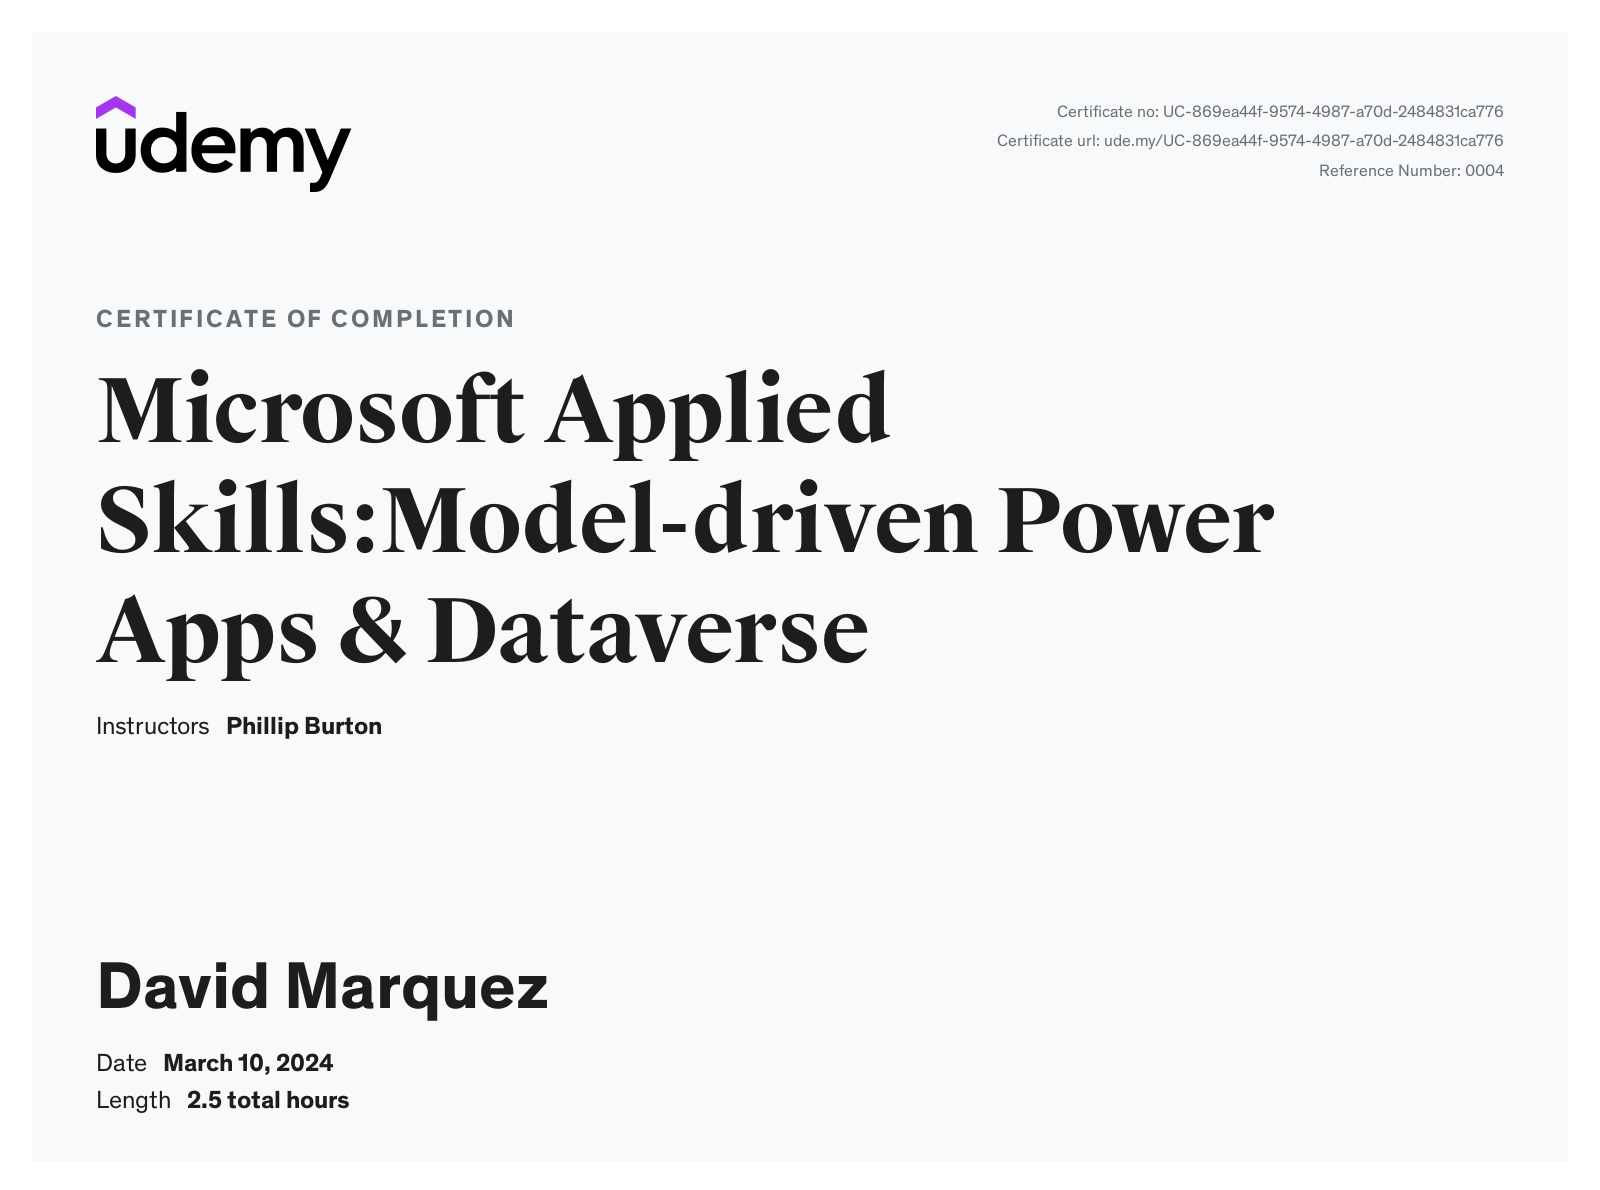 udemy
Certificate no: UC-869ea44f-9574-4987-a70d-2484831ca776
Certificate url: ude.my/UC-869ea44f-9574-4987-a70d-2484831ca776
Reference Number: 0004
CERTIFICATE OF COMPLETION
Microsoft Applied
Skills:Model-driven Power
Apps & Dataverse
Instructors Phillip Burton
David Marquez
Date March 10, 2024
Length 2.5 total hours